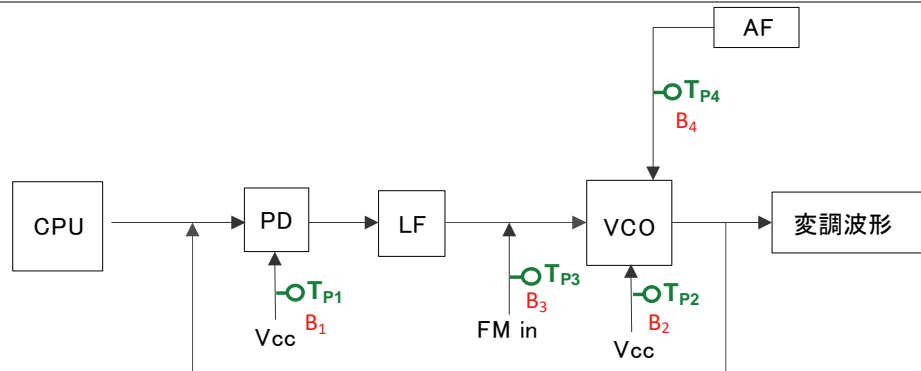 AF
TP4
B4
CPU
PD
LF
VCO
変調波形
TP1
B1
Vcc
TP3
B3
FM in
TP2
B2
Vcc